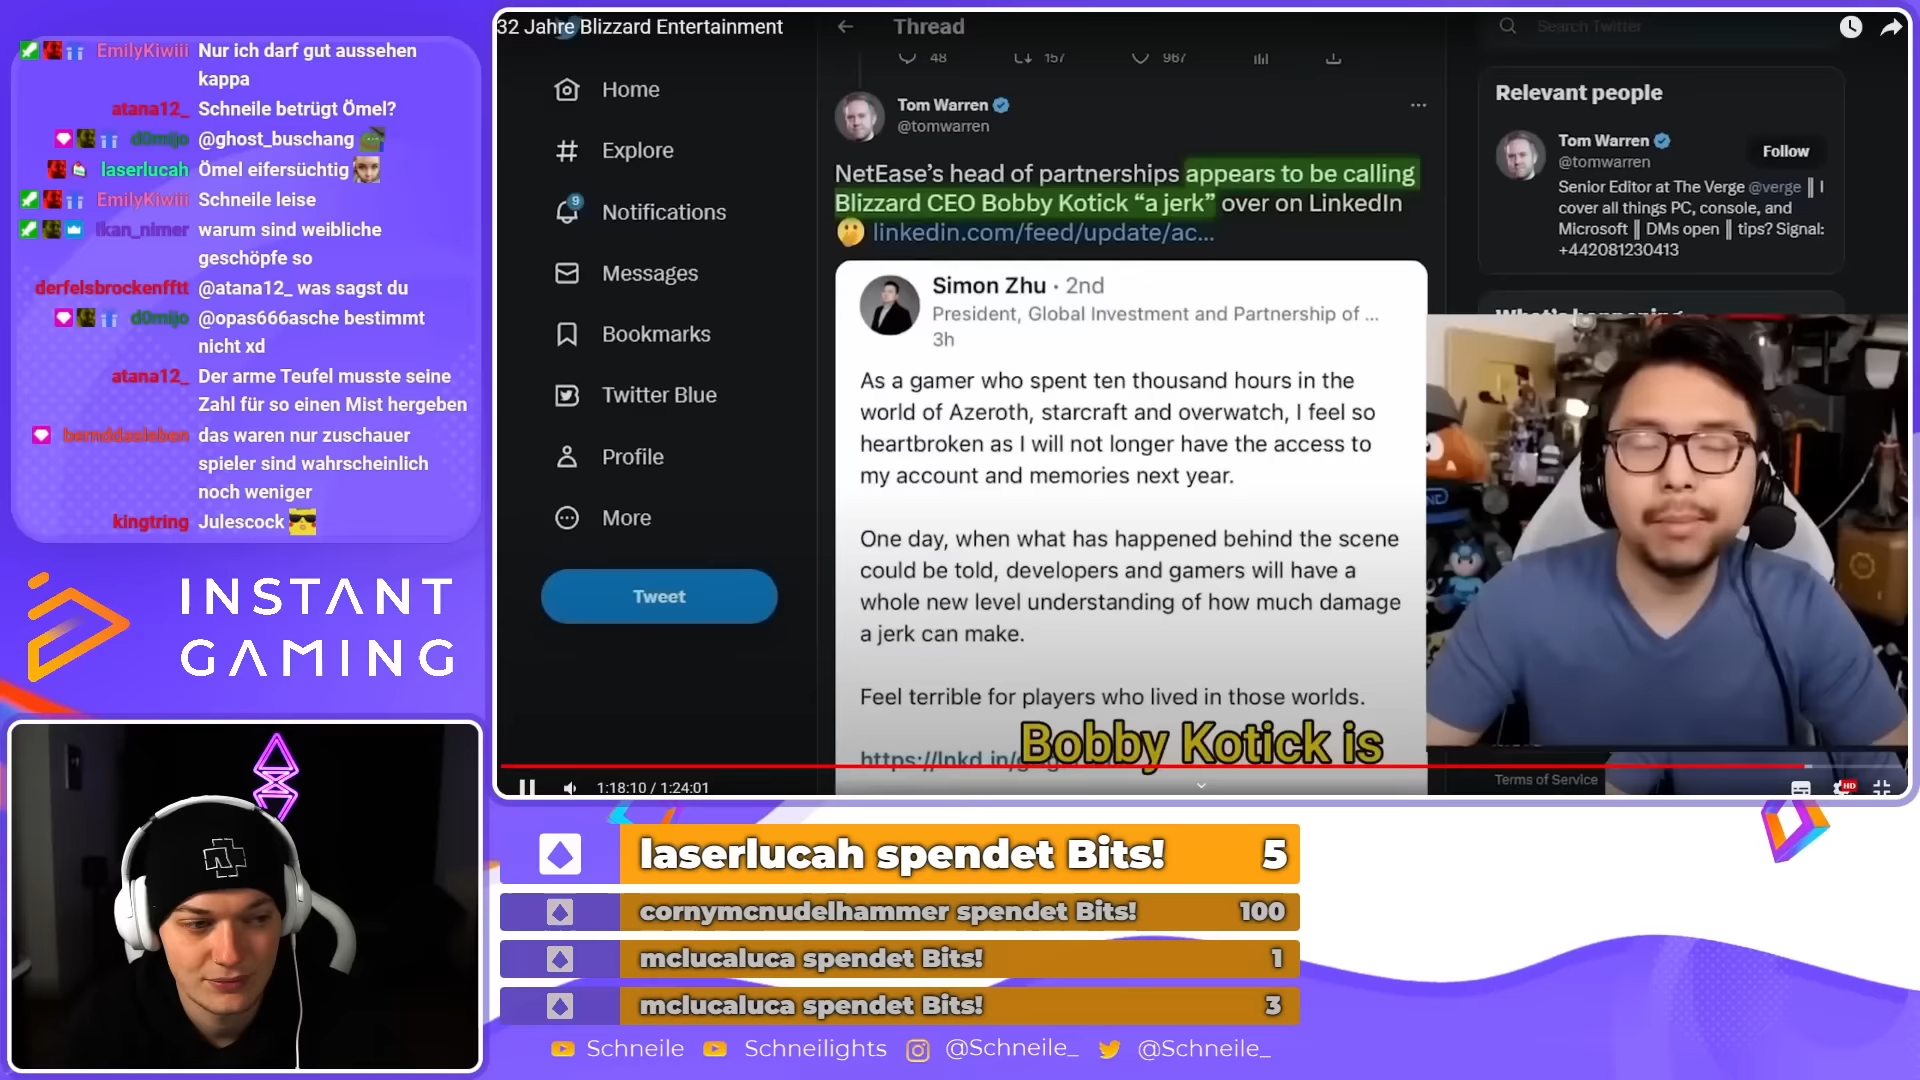 EmilyKiwiii Nur ich darf gut aussehen
kappa
atana12_ Schneile betrügt Ömel?
d0mijo @ghost_buschang
laserlucah Ömel eifersüchtig
EmilyKiwiii Schneile leise
ikan_nimer warum sind weibliche
geschöpfe so
derfelsbrockenfftt @atana12_ was sagst du
d0mijo @opas666asche bestimmt
nicht xd
atana12_ Der arme Teufel musste seine
Zahl für so einen Mist hergeben
bernddasleben das waren nur zuschauer
spieler sind wahrscheinlich
noch weniger
kingtring Julescock
INSTANT
GAMING
32 Jahre Blizzard Entertainment
Home
Explore
9
Notifications
Messages
Bookmarks
Twitter Blue
Profile
More
Tweet
Thread
48 157 967
Tom Warren
@tomwarren
NetEase’s head of partnerships appears to be calling
Blizzard CEO Bobby Kotick “a jerk” over on LinkedIn
linkedin.com/feed/update/ac...
Simon Zhu · 2nd
President, Global Investment and Partnership of ...
3h
As a gamer who spent ten thousand hours in the
world of Azeroth, starcraft and overwatch, I feel so
heartbroken as I will not longer have the access to
my account and memories next year.
One day, when what has happened behind the scene
could be told, developers and gamers will have a
whole new level understanding of how much damage
a jerk can make.
Feel terrible for players who lived in those worlds.
Bobby Kotick is
Search Twitter
Relevant people
Tom Warren
@tomwarren
Follow
Senior Editor at The Verge @verge || I
cover all things PC, console, and
Microsoft || DMs open || tips? Signal:
+442081230413
What's happening
Terms of Service
1:18:10 / 1:24:01
HD
laserlucah spendet Bits! 5
cornymcnudelhammer spendet Bits! 100
mclucaluca spendet Bits! 1
mclucaluca spendet Bits! 3
Schneile Schneilights @Schneile_ @Schneile_